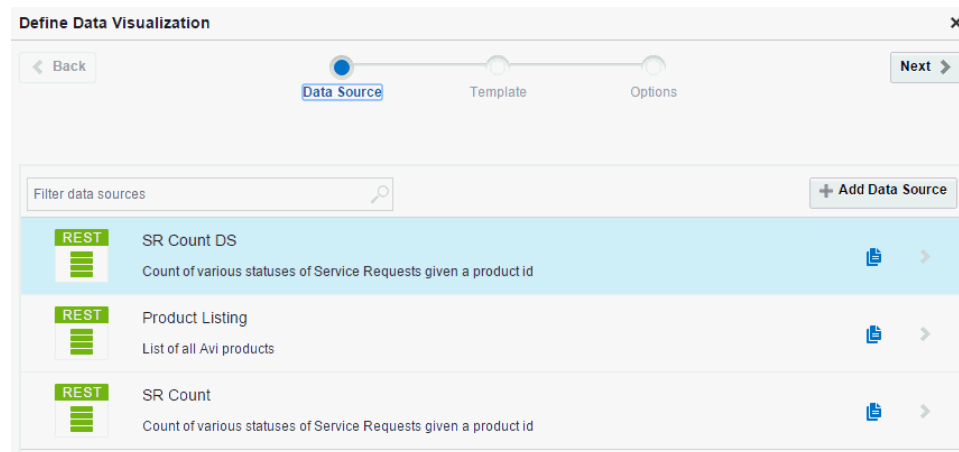 Define Data Visualization
Back
Next
Data Source
Template
Options
Filter data sources
Add Data Source
REST
SR Count DS
Count of various statuses of Service Requests given a product id
REST
Product Listing
List of all Avi products
REST
SR Count
Count of various statuses of Service Requests given a product id